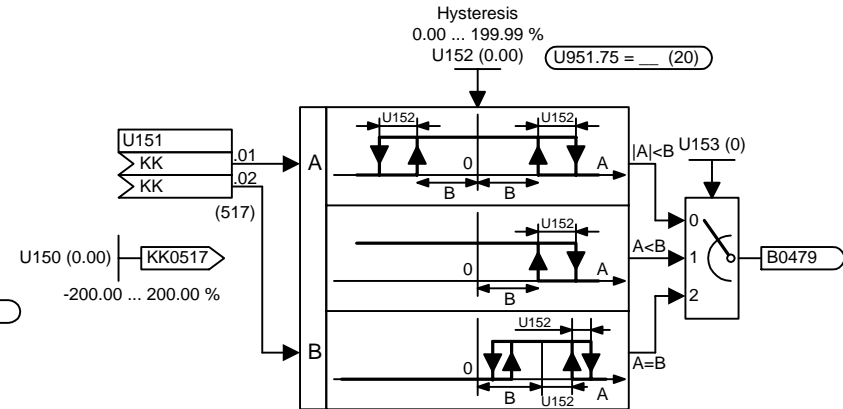 Hysteresis
0.00 ... 199.99 %
U152 (0.00)
U951.75 = __ (20)
U151
KK
.01
KK
.02
(517)
U150 (0.00)
KK0517
-200.00 ... 200.00 %
A
B
U152
U152
0
A
B
B
|A|<B
U152
0
A
B
A<B
U152
0
B
U152
A
A=B
U153 (0)
0
1
2
B0479